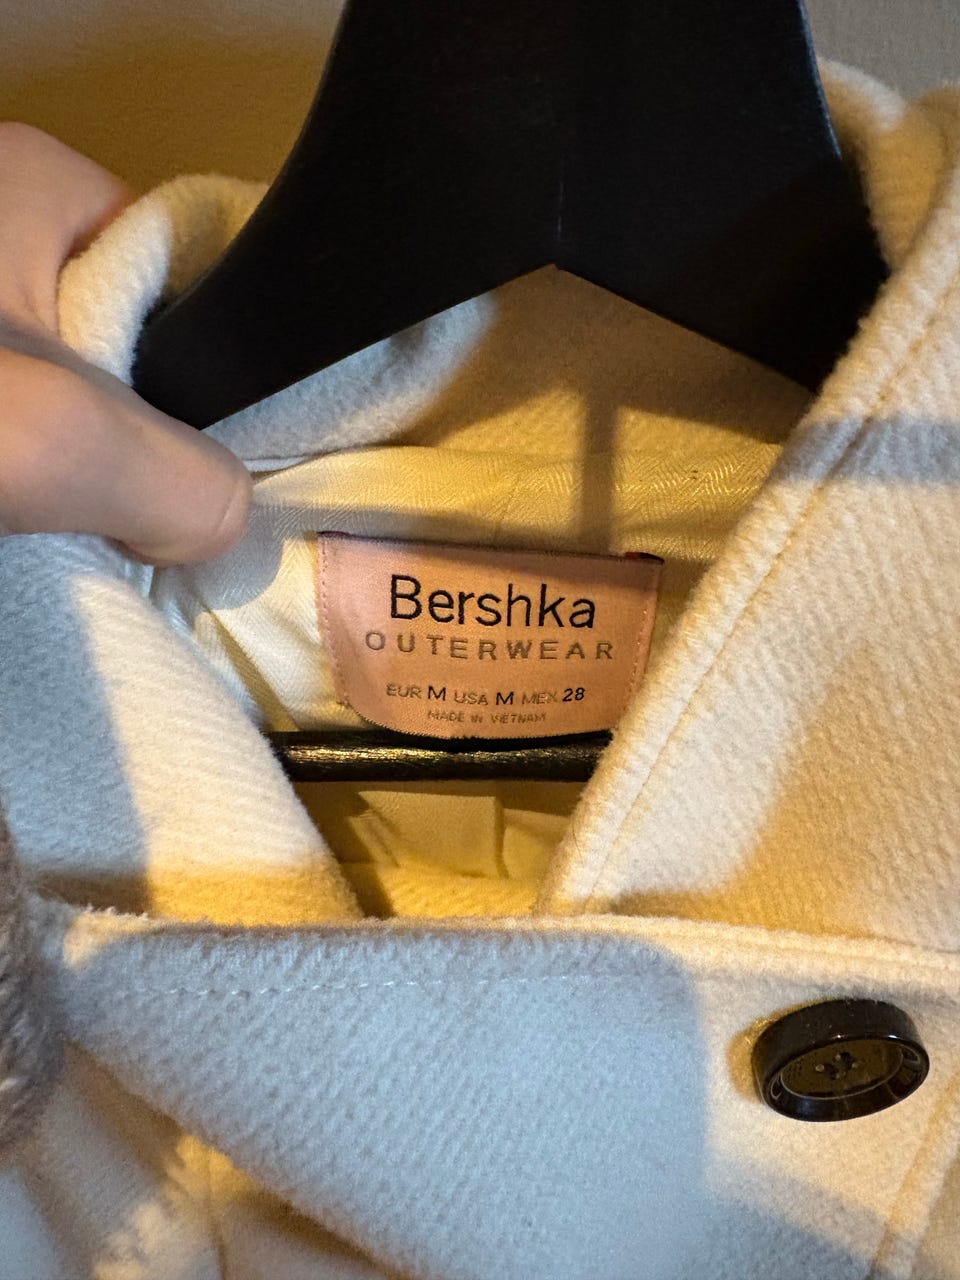 Bershka
OUTERWEAR
EUR M USA M MEX 28
MADE IN VIETNAM